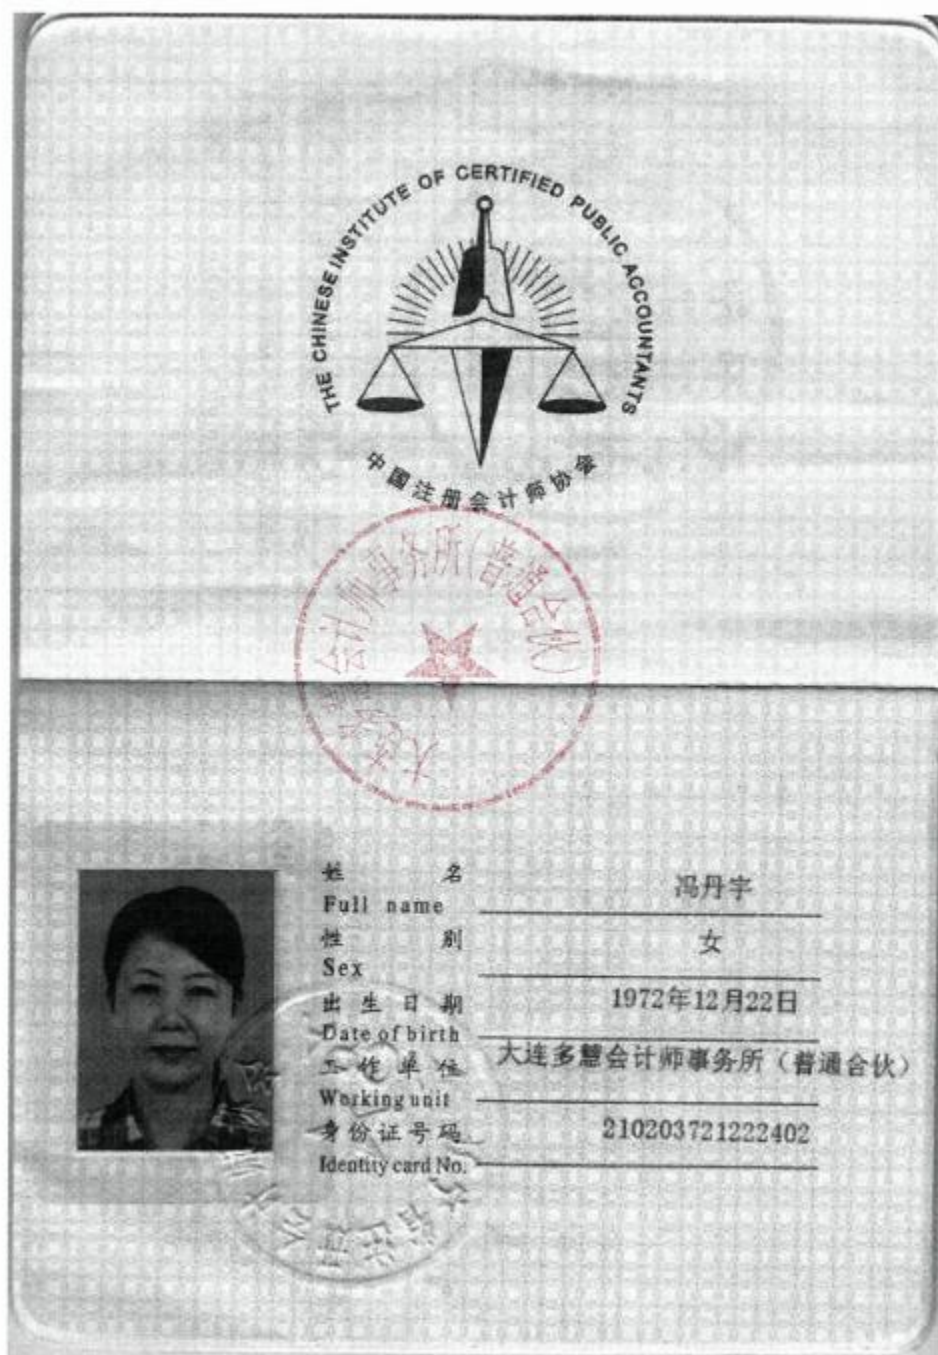 THE CHINESE INSTITUTE OF CERTIFIED PUBLIC ACCOUNTANTS
中国注册会计师协会
大连多慧会计师事务所(普通合伙)
姓名 冯丹宇
Full name
性别 女
Sex
出生日期 1972年12月22日
Date of birth
工作单位 大连多慧会计师事务所（普通合伙）
Working unit
身份证号码 210203721222402
Identity card No.